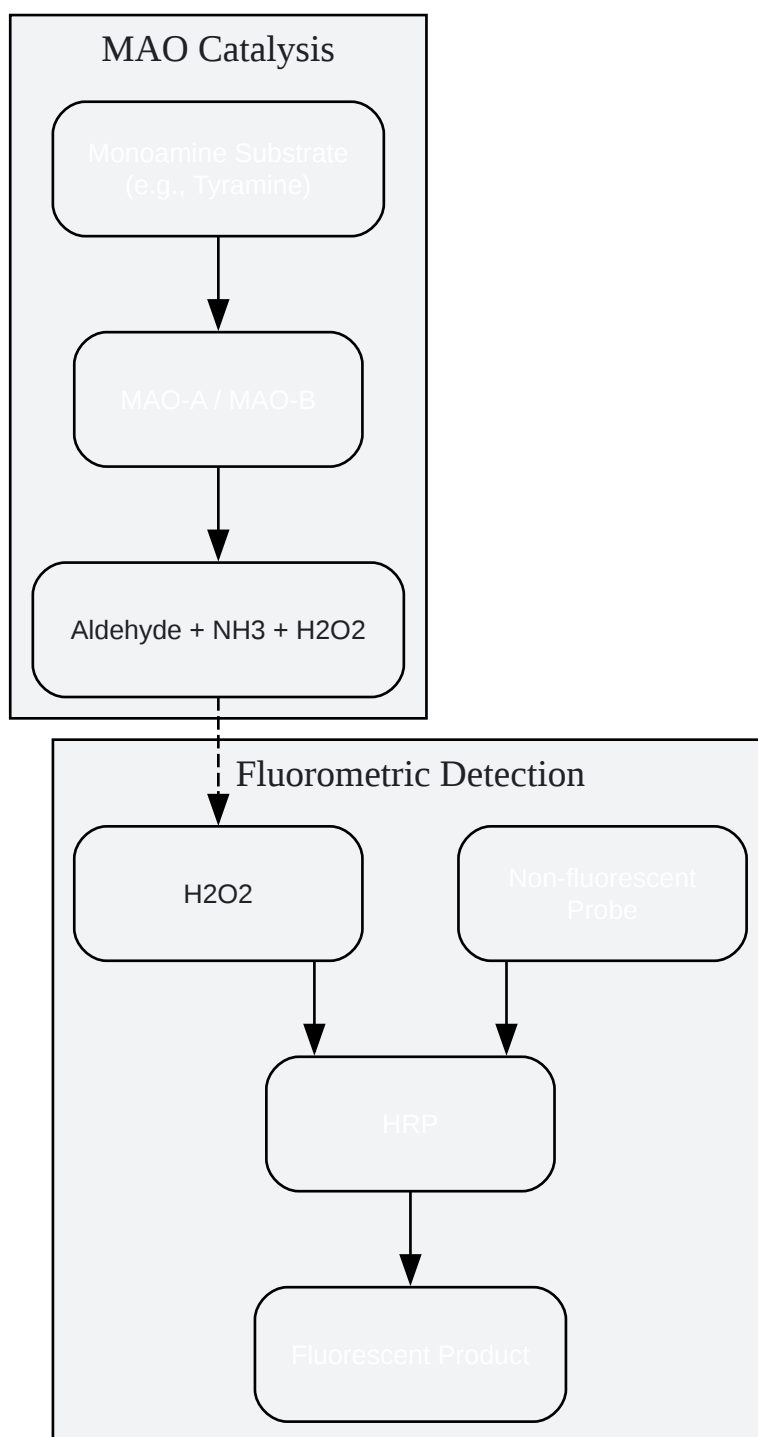 MAO Catalysis
Monoamine Substrate
(e.g., Tyramine)
MAO-A / MAO-B
Aldehyde + NH3 + H2O2
Fluorometric Detection
H2O2
Non-fluorescent
Probe
HRP
Fluorescent Product